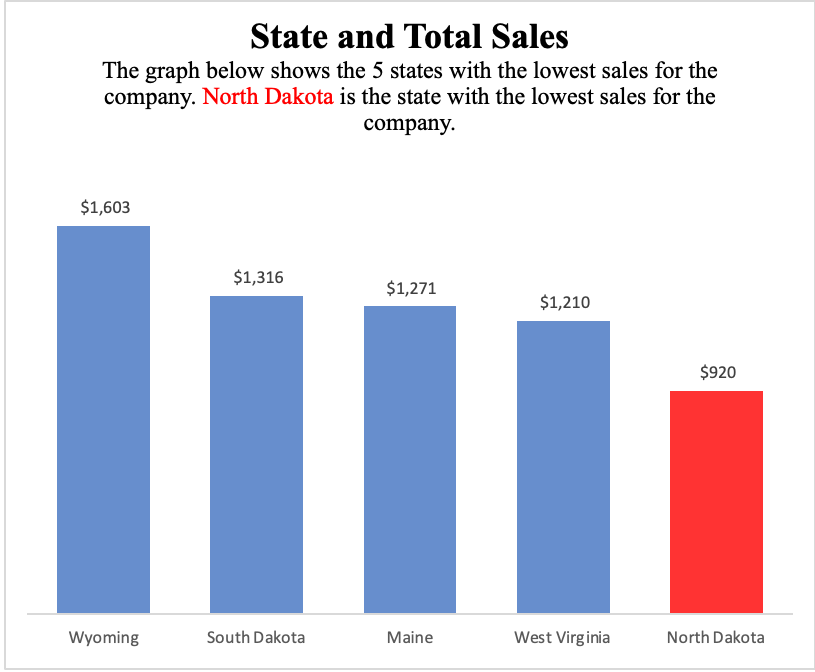 State and Total Sales
The graph below shows the 5 states with the lowest sales for the
company. North Dakota is the state with the lowest sales for the
company.
$1,603
$1,316
$1,271
$1,210
$920
Wyoming
South Dakota
Maine
West Virginia
North Dakota